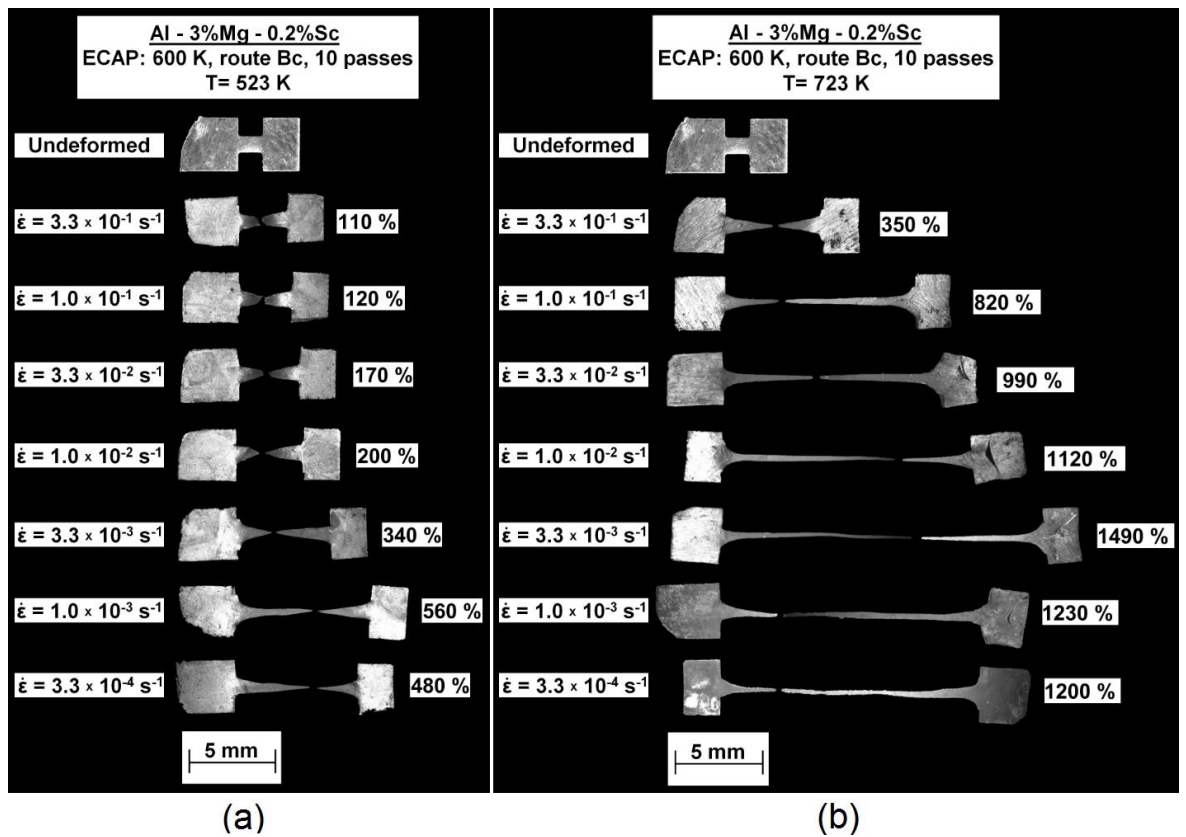 Al - 3%Mg - 0.2%Sc
ECAP: 600 K, route Bc, 10 passes
T= 523 K
Undeformed
ε̇ = 3.3 × 10⁻¹ s⁻¹ 110 %
ε̇ = 1.0 × 10⁻¹ s⁻¹ 120 %
ε̇ = 3.3 × 10⁻² s⁻¹ 170 %
ε̇ = 1.0 × 10⁻² s⁻¹ 200 %
ε̇ = 3.3 × 10⁻³ s⁻¹ 340 %
ε̇ = 1.0 × 10⁻³ s⁻¹ 560 %
ε̇ = 3.3 × 10⁻⁴ s⁻¹ 480 %
5 mm
(a)
Al - 3%Mg - 0.2%Sc
ECAP: 600 K, route Bc, 10 passes
T= 723 K
Undeformed
ε̇ = 3.3 × 10⁻¹ s⁻¹ 350 %
ε̇ = 1.0 × 10⁻¹ s⁻¹ 820 %
ε̇ = 3.3 × 10⁻² s⁻¹ 990 %
ε̇ = 1.0 × 10⁻² s⁻¹ 1120 %
ε̇ = 3.3 × 10⁻³ s⁻¹ 1490 %
ε̇ = 1.0 × 10⁻³ s⁻¹ 1230 %
ε̇ = 3.3 × 10⁻⁴ s⁻¹ 1200 %
5 mm
(b)